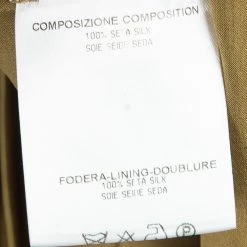 COMPOSIZIONE COMPOSITION
100% SETA SILK
SOIE SEIDE SEDA
FODERA-LINING-DOUBLURE
100% SETA SILK
SOIE SEIDE SEDA
P